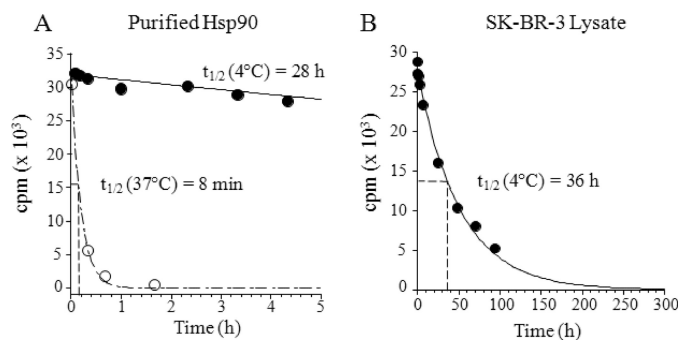 A
Purified Hsp90
cpm (x 10³)
35
30
25
20
15
10
5
0
t1/2 (4°C) = 28 h
t1/2 (37°C) = 8 min
0 1 2 3 4 5
Time (h)
B
SK-BR-3 Lysate
cpm (x 10³)
30
25
20
15
10
5
0
t1/2 (4°C) = 36 h
0 50 100 150 200 250 300
Time (h)